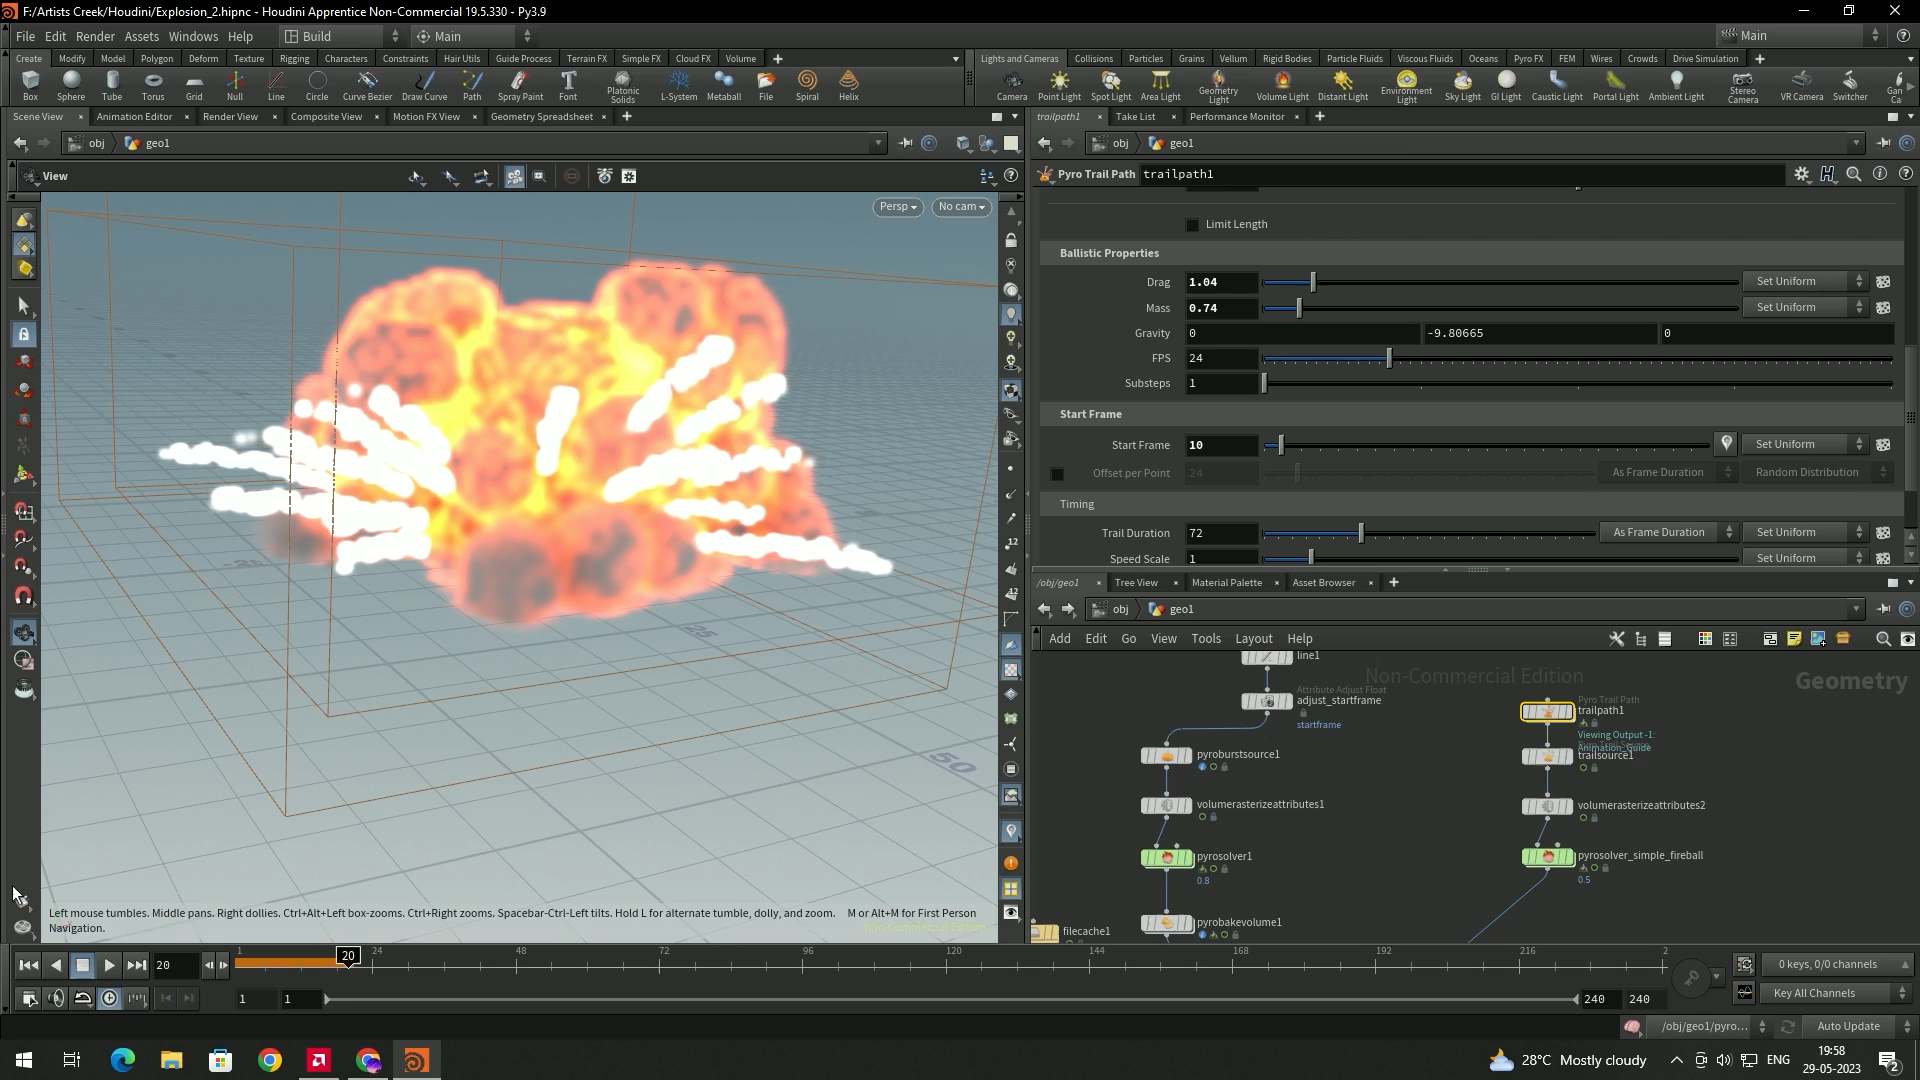 F:/Artists Creek/Houdini/Explosion_2.hipnc - Houdini Apprentice Non-Commercial 19.5.330 - Py3.9
File Edit Render Assets Windows Help Build Main Main
Create Modify Model Polygon Deform Texture Rigging Characters Constraints Hair Utils Guide Process Terrain FX Simple FX Cloud FX Volume
Lights and Cameras Collisions Particles Grains Vellum Rigid Bodies Particle Fluids Viscous Fluids Oceans Pyro FX FEM Wires Crowds Drive Simulation
Box Sphere Tube Torus Grid Null Line Circle Curve Bezier Draw Curve Path Spray Paint Font Platonic Solids L-System Metaball File Spiral Helix
Camera Point Light Spot Light Area Light Geometry Light Volume Light Distant Light Environment Light Sky Light GI Light Caustic Light Portal Light Ambient Light Stereo Camera VR Camera Switcher Gan Ca
Scene View Animation Editor Render View Composite View Motion FX View Geometry Spreadsheet
trailpath1 Take List Performance Monitor
obj geo1
obj geo1
View
Pyro Trail Path trailpath1
Persp No cam
Limit Length
Ballistic Properties
Drag 1.04 Set Uniform
Mass 0.74 Set Uniform
Gravity 0 -9.80665 0
FPS 24
Substeps 1
Start Frame
Start Frame 10 Set Uniform
Offset per Point 24 As Frame Duration Random Distribution
Timing
Trail Duration 72 As Frame Duration Set Uniform
Speed Scale 1 Set Uniform
/obj/geo1 Tree View Material Palette Asset Browser
obj geo1
Add Edit Go View Tools Layout Help
Non-Commercial Edition
Geometry
line1
Attribute Adjust Float
adjust_startframe
startframe
Pyro Trail Path
trailpath1
Viewing Output -1:
Animation_Guide
trailsource1
pyroburstsource1
volumerasterizeattributes1
volumerasterizeattributes2
pyrosolver1
0.8
pyrosolver_simple_fireball
0.5
pyrobakevolume1
filecache1
25
50
Left mouse tumbles. Middle pans. Right dollies. Ctrl+Alt+Left box-zooms. Ctrl+Right zooms. Spacebar-Ctrl-Left tilts. Hold L for alternate tumble, dolly, and zoom. M or Alt+M for First Person
Navigation.
Non-Commercial Edition
20 1 20 24 48 72 96 120 144 168 192 216 2
0 keys, 0/0 channels
1 1 240 240
Key All Channels
/obj/geo1/pyro... Auto Update
28°C Mostly cloudy ENG 19:58
29-05-2023
2